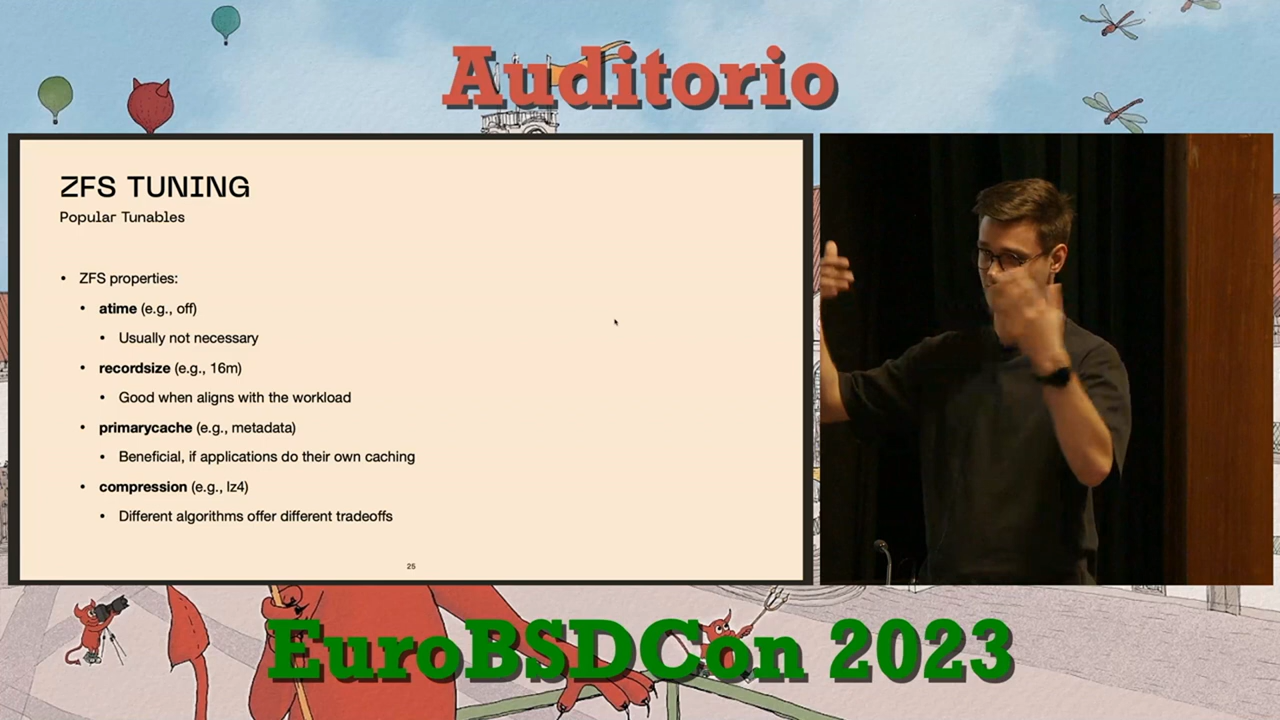 Auditorio
ZFS TUNING
Popular Tunables
• ZFS properties:
• atime (e.g., off)
• Usually not necessary
• recordsize (e.g., 16m)
• Good when aligns with the workload
• primarycache (e.g., metadata)
• Beneficial, if applications do their own caching
• compression (e.g., lz4)
• Different algorithms offer different tradeoffs
25
EuroBSDCon 2023